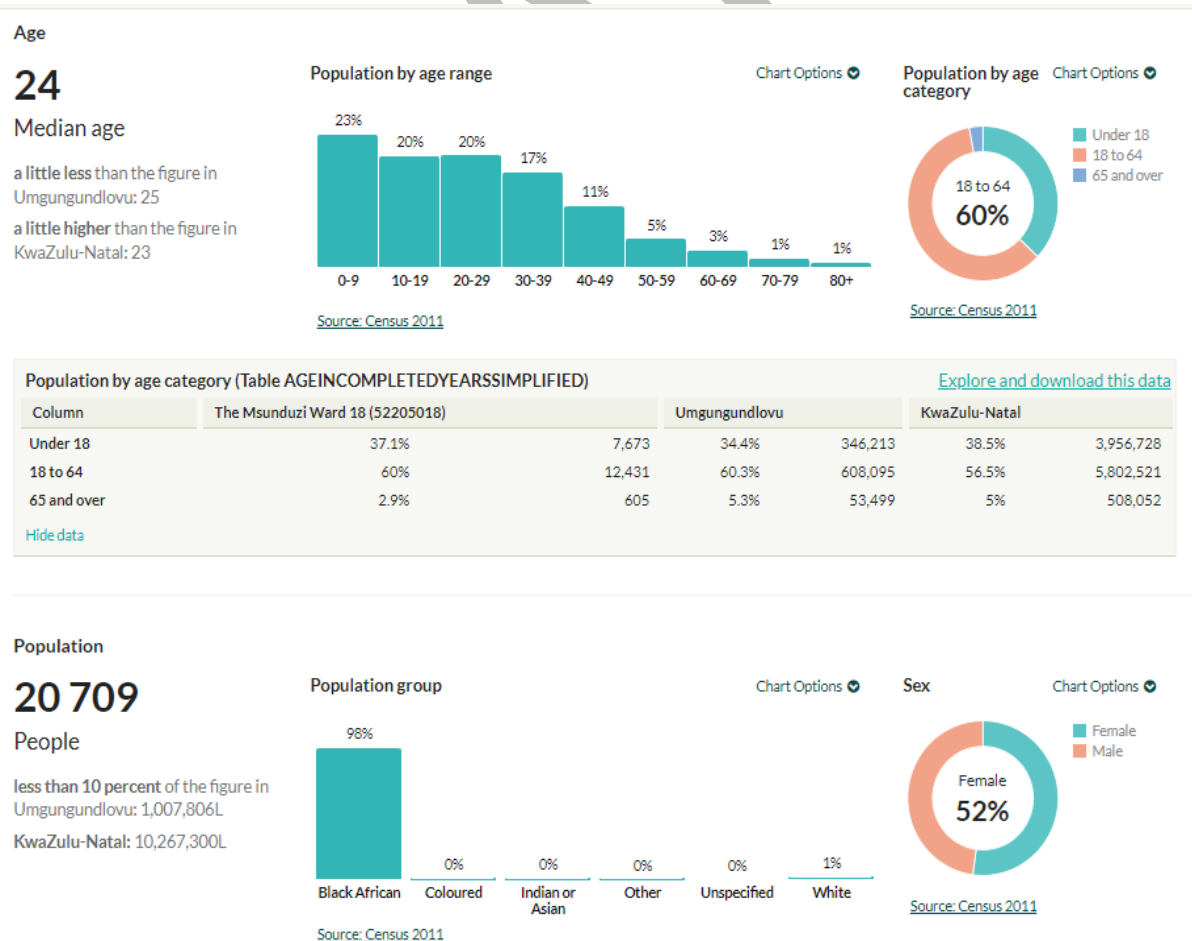 Age
24
Median age
a little less than the figure in
Umgungundlovu: 25
a little higher than the figure in
KwaZulu-Natal: 23
Population by age range
Chart Options
23%
20%
20%
17%
11%
5%
3%
1%
1%
0-9 10-19 20-29 30-39 40-49 50-59 60-69 70-79 80+
Source: Census 2011
Population by age
category
Chart Options
Under 18
18 to 64
65 and over
18 to 64
60%
Source: Census 2011
Population by age category (Table AGEINCOMPLETEDYEARSSIMPLIFIED) Explore and download this data
Column The Msunduzi Ward 18 (52205018) Umgungundlovu KwaZulu-Natal
Under 18 37.1% 7,673 34.4% 346,213 38.5% 3,956,728
18 to 64 60% 12,431 60.3% 608,095 56.5% 5,802,521
65 and over 2.9% 605 5.3% 53,499 5% 508,052
Hide data
Population
20 709
People
less than 10 percent of the figure in
Umgungundlovu: 1,007,806L
KwaZulu-Natal: 10,267,300L
Population group
Chart Options
98%
0%
0%
0%
0%
1%
Black African Coloured Indian or Other Unspecified White
Asian
Source: Census 2011
Sex
Chart Options
Female
Male
Female
52%
Source: Census 2011